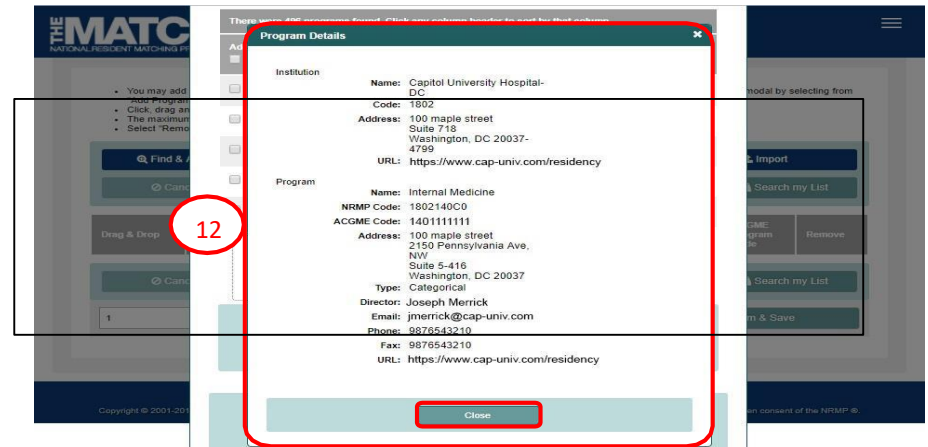 There were 496 programs found. Click any column header to sort by that column.
THE MATC
NATIONAL RESIDENT MATCHING PR
Program Details
×
Ad
Institution
Name: Capitol University Hospital-
DC
Code: 1802
Address: 100 maple street
Suite 718
Washington, DC 20037-
4799
URL: https://www.cap-univ.com/residency
Program
Name: Internal Medicine
NRMP Code: 1802140C0
ACGME Code: 1401111111
Address: 100 maple street
2150 Pennsylvania Ave,
NW
Suite 5-416
Washington, DC 20037
Type: Categorical
Director: Joseph Merrick
Email: jmerrick@cap-univ.com
Phone: 9876543210
Fax: 9876543210
URL: https://www.cap-univ.com/residency
Close
12
You may add
modal by selecting from
"Add Program
Click, drag an
The maximum
Select "Remo
Find & A
Import
Canc
Search my List
Drag & Drop
Remove
Canc
Search my List
1
n & Save
Copyright © 2001-201
en consent of the NRMP ®.